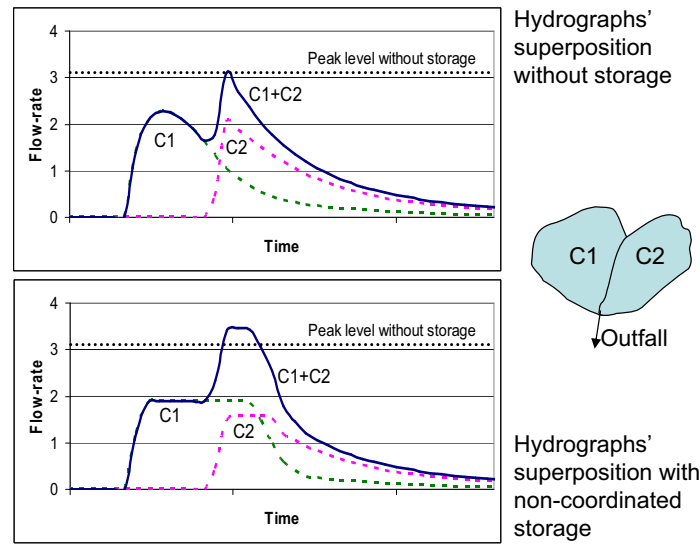 Hydrographs’
superposition
without storage
4
Peak level without storage
3
C1+C2
2
C1
C2
Flow-rate
1
0
Time
C1
C2
Outfall
4
Peak level without storage
3
C1+C2
2
C1
C2
Flow-rate
1
0
Time
Hydrographs’
superposition with
non-coordinated
storage